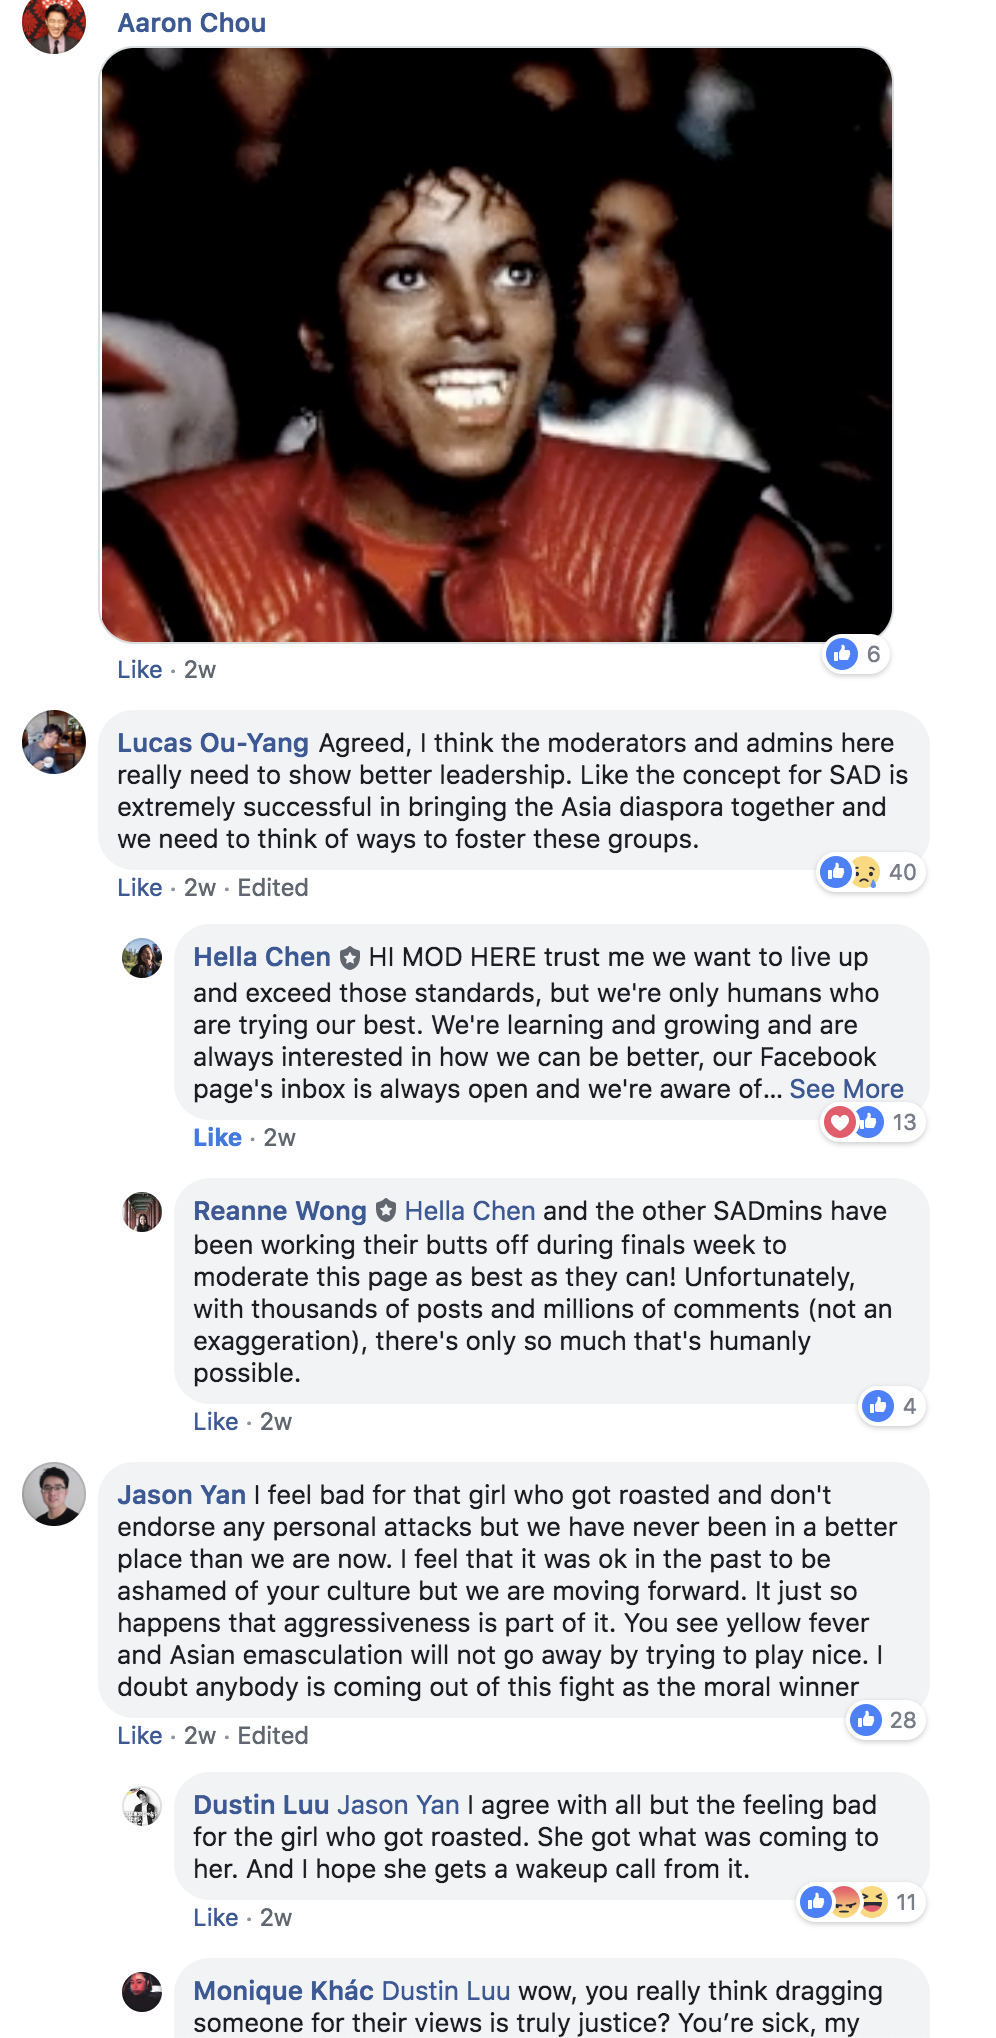 Aaron Chou
Like · 2w
6
Lucas Ou-Yang Agreed, I think the moderators and admins here
really need to show better leadership. Like the concept for SAD is
extremely successful in bringing the Asia diaspora together and
we need to think of ways to foster these groups.
Like · 2w · Edited
40
Hella Chen HI MOD HERE trust me we want to live up
and exceed those standards, but we're only humans who
are trying our best. We're learning and growing and are
always interested in how we can be better, our Facebook
page's inbox is always open and we're aware of... See More
Like · 2w
13
Reanne Wong Hella Chen and the other SADmins have
been working their butts off during finals week to
moderate this page as best as they can! Unfortunately,
with thousands of posts and millions of comments (not an
exaggeration), there's only so much that's humanly
possible.
Like · 2w
4
Jason Yan I feel bad for that girl who got roasted and don't
endorse any personal attacks but we have never been in a better
place than we are now. I feel that it was ok in the past to be
ashamed of your culture but we are moving forward. It just so
happens that aggressiveness is part of it. You see yellow fever
and Asian emasculation will not go away by trying to play nice. I
doubt anybody is coming out of this fight as the moral winner
Like · 2w · Edited
28
Dustin Luu Jason Yan I agree with all but the feeling bad
for the girl who got roasted. She got what was coming to
her. And I hope she gets a wakeup call from it.
Like · 2w
11
Monique Khác Dustin Luu wow, you really think dragging
someone for their views is truly justice? You’re sick, my